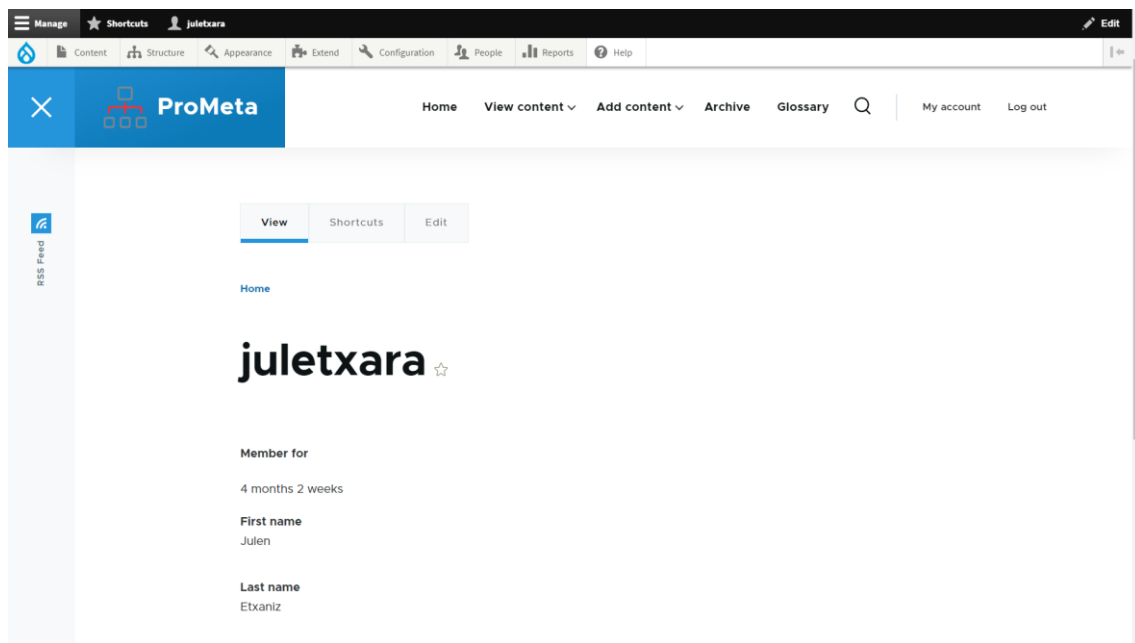 Manage Shortcuts juletxara Edit
Content Structure Appearance Extend Configuration People Reports Help
ProMeta Home View content Add content Archive Glossary My account Log out
View Shortcuts Edit
RSS Feed
Home
juletxara
Member for
4 months 2 weeks
First name
Julen
Last name
Etxaniz